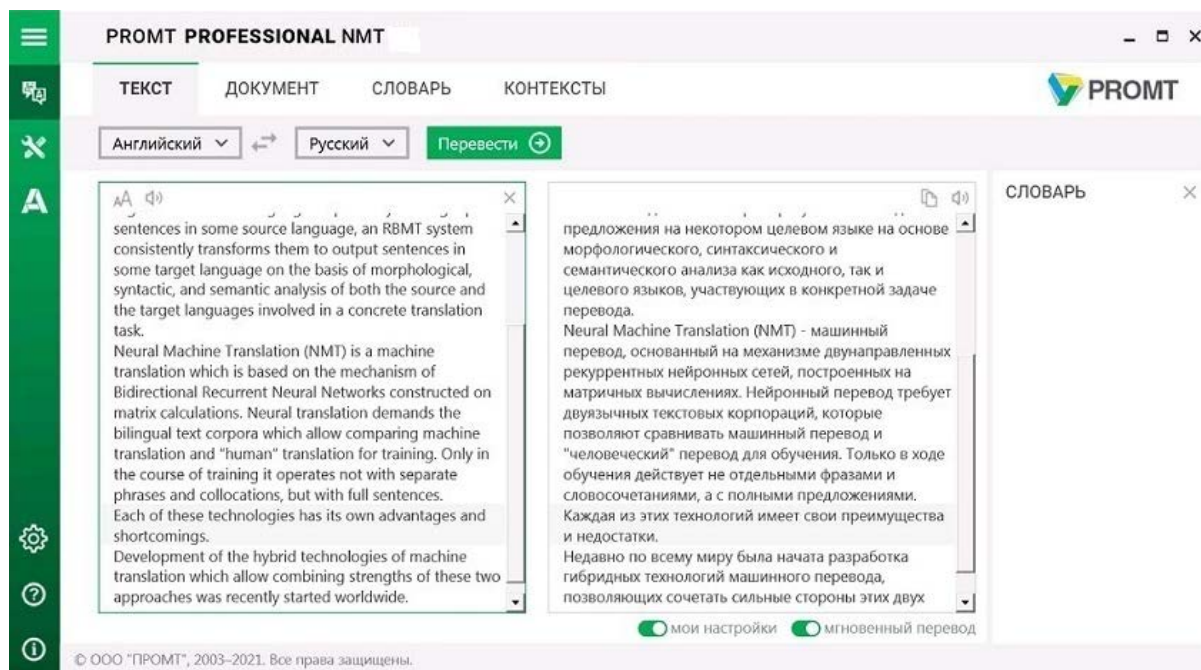 PROMT PROFESSIONAL NMT
ТЕКСТ
ДОКУМЕНТ
СЛОВАРЬ
КОНТЕКСТЫ
PROMT
Английский
Русский
Перевести
sentences in some source language, an RBMT system
consistently transforms them to output sentences in
some target language on the basis of morphological,
syntactic, and semantic analysis of both the source and
the target languages involved in a concrete translation
task.
Neural Machine Translation (NMT) is a machine
translation which is based on the mechanism of
Bidirectional Recurrent Neural Networks constructed on
matrix calculations. Neural translation demands the
bilingual text corpora which allow comparing machine
translation and "human" translation for training. Only in
the course of training it operates not with separate
phrases and collocations, but with full sentences.
Each of these technologies has its own advantages and
shortcomings.
Development of the hybrid technologies of machine
translation which allow combining strengths of these two
approaches was recently started worldwide.
предложения на некотором целевом языке на основе
морфологического, синтаксического и
семантического анализа как исходного, так и
целевого языков, участвующих в конкретной задаче
перевода.
Neural Machine Translation (NMT) - машинный
перевод, основанный на механизме двунаправленных
рекуррентных нейронных сетей, построенных на
матричных вычислениях. Нейронный перевод требует
двуязычных текстовых корпораций, которые
позволяют сравнивать машинный перевод и
"человеческий" перевод для обучения. Только в ходе
обучения действует не отдельными фразами и
словосочетаниями, а с полными предложениями.
Каждая из этих технологий имеет свои преимущества
и недостатки.
Недавно по всему миру была начата разработка
гибридных технологий машинного перевода,
позволяющих сочетать сильные стороны этих двух
СЛОВАРЬ
мои настройки
мгновенный перевод
© ООО "ПРОМТ", 2003–2021. Все права защищены.